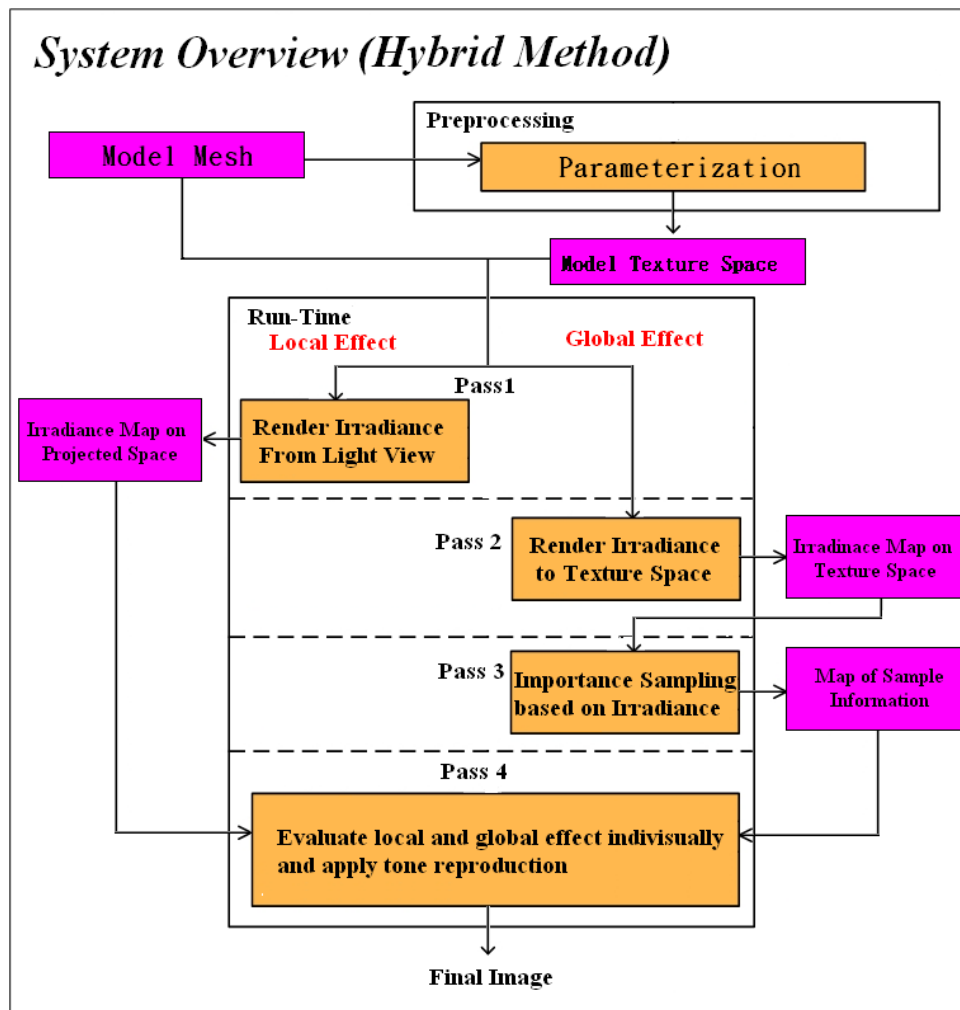 System Overview (Hybrid Method)
Preprocessing
Model Mesh
Parameterization
Model Texture Space
Run-Time
Local Effect
Global Effect
Pass1
Irradiance Map on
Projected Space
Render Irradiance
From Light View
Pass 2
Render Irradiance
to Texture Space
Irradinace Map on
Texture Space
Pass 3
Importance Sampling
based on Irradiance
Map of Sample
Information
Pass 4
Evaluate local and global effect indivisually
and apply tone reproduction
Final Image